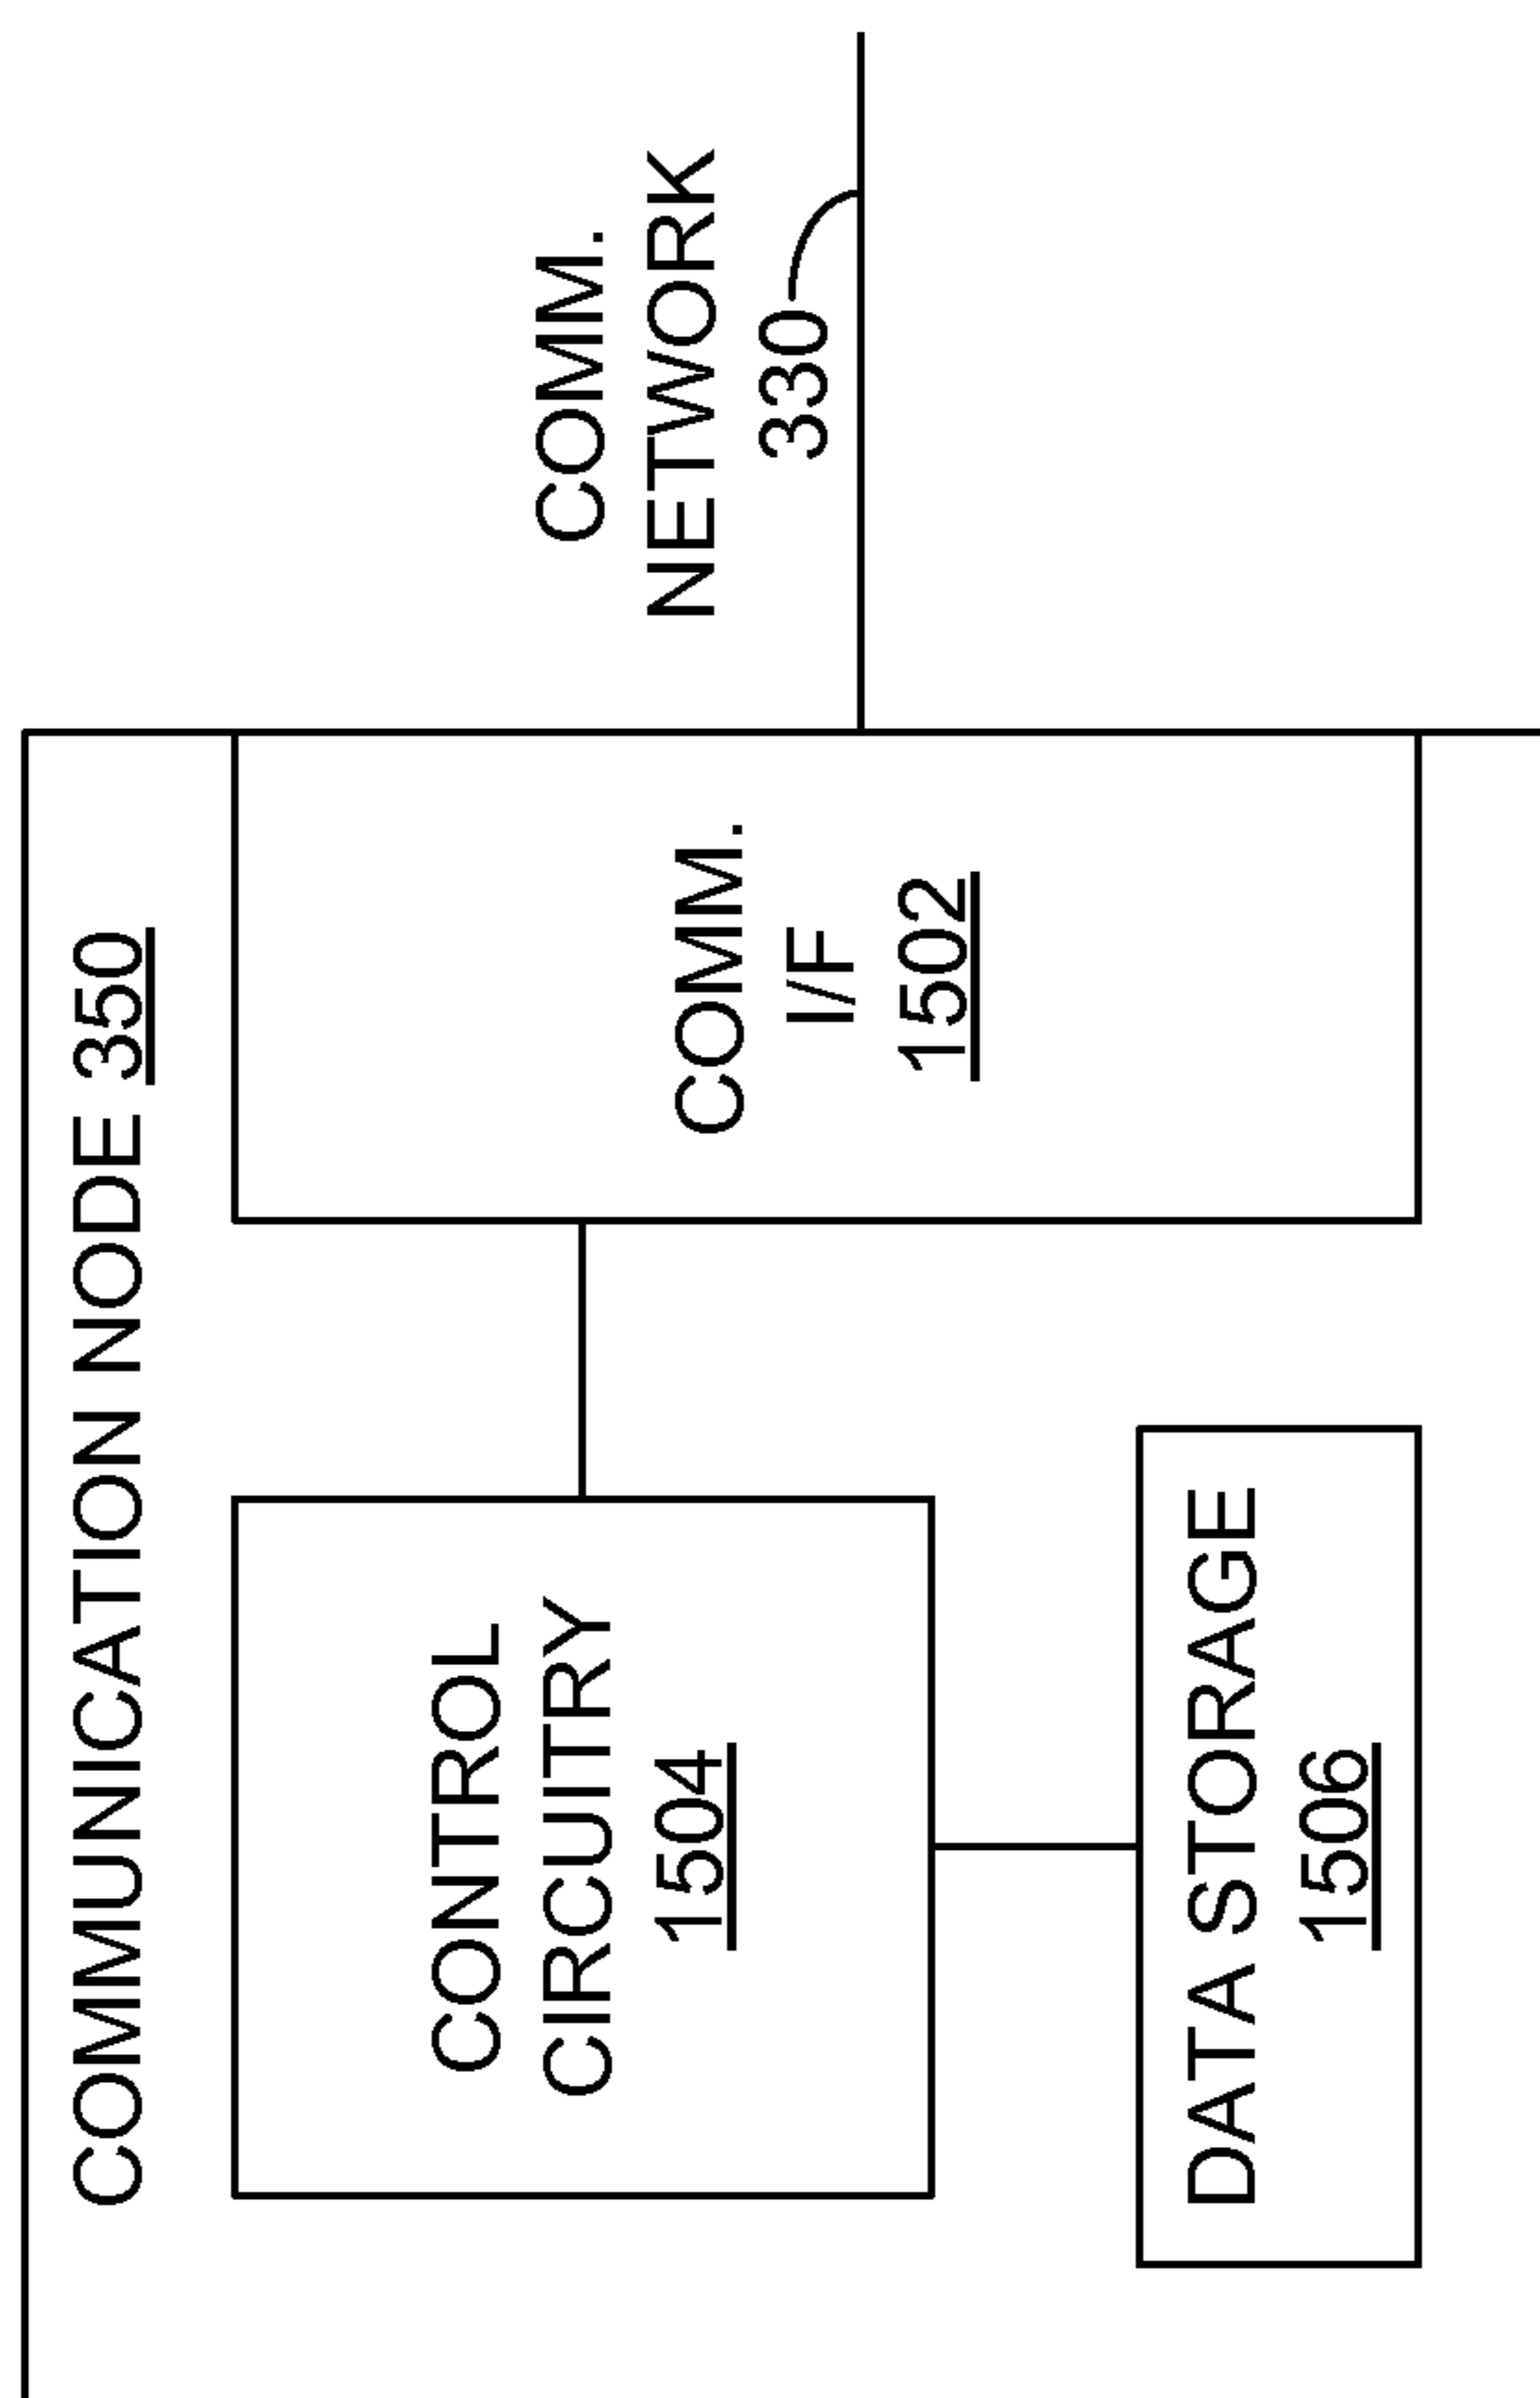 COMMUNICATION NODE 350
COMM.
NETWORK
330
COMM.
I/F
1502
CONTROL
CIRCUITRY
1504
DATA STORAGE
1506